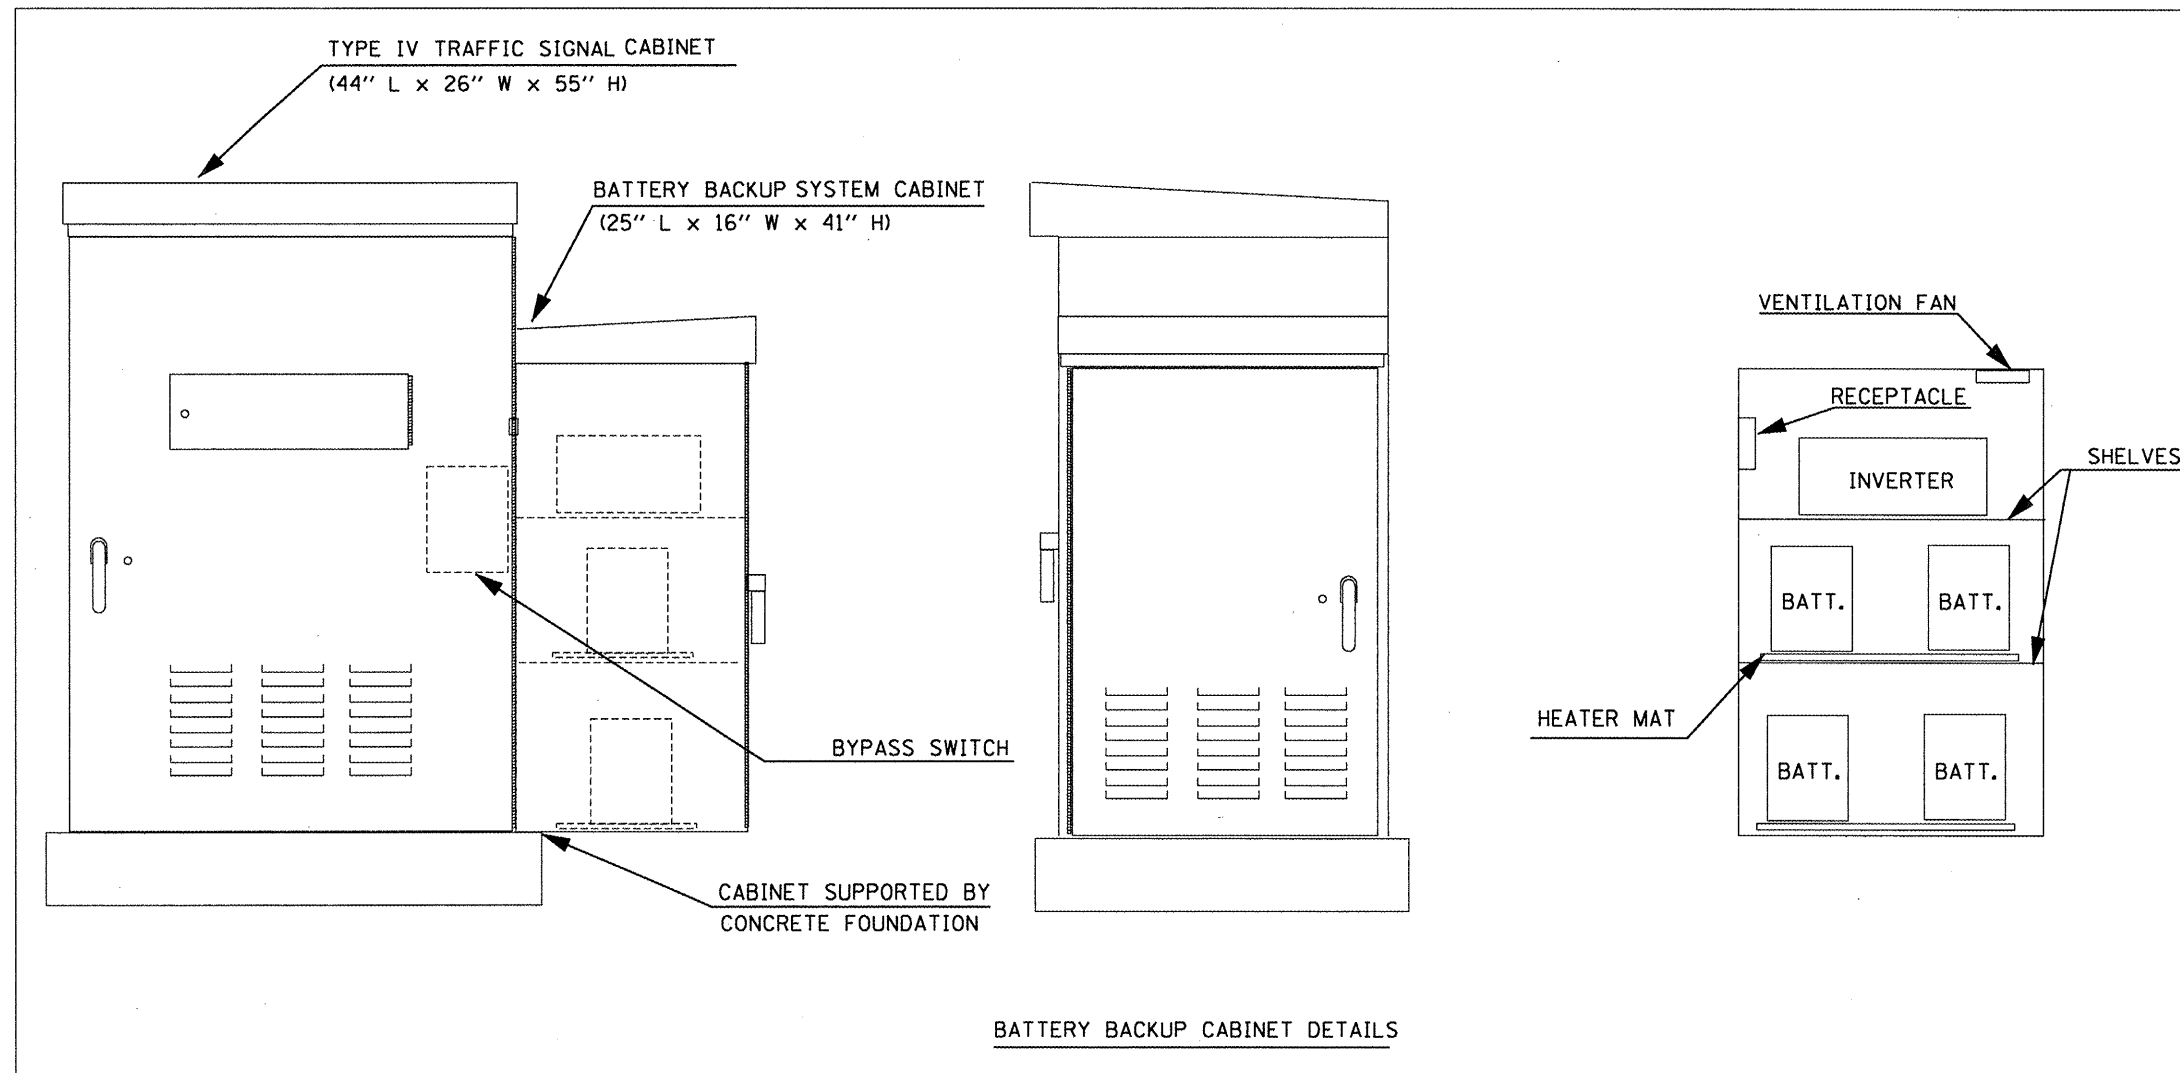 TYPE IV TRAFFIC SIGNAL CABINET
(44" L x 26" W x 55" H)
BATTERY BACKUP SYSTEM CABINET
(25" L x 16" W x 41" H)
VENTILATION FAN
RECEPTACLE
SHELVES
INVERTER
BATT.
BATT.
HEATER MAT
BYPASS SWITCH
BATT.
BATT.
CABINET SUPPORTED BY
CONCRETE FOUNDATION
BATTERY BACKUP CABINET DETAILS